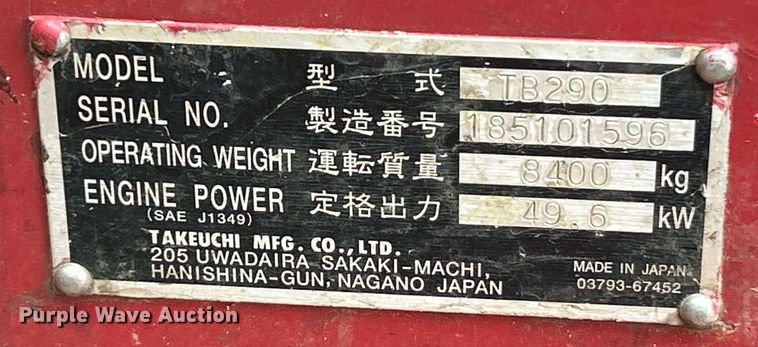 MODEL 型式 TB290
SERIAL NO. 製造番号 185101596
OPERATING WEIGHT 運転質量 8400 kg
ENGINE POWER 定格出力 49.6 kW
(SAE J1349)
TAKEUCHI MFG. CO., LTD.
205 UWADAIRA, SAKAKI-MACHI,
HANISHINA-GUN, NAGANO JAPAN
MADE IN JAPAN
03793-67452
Purple Wave Auction